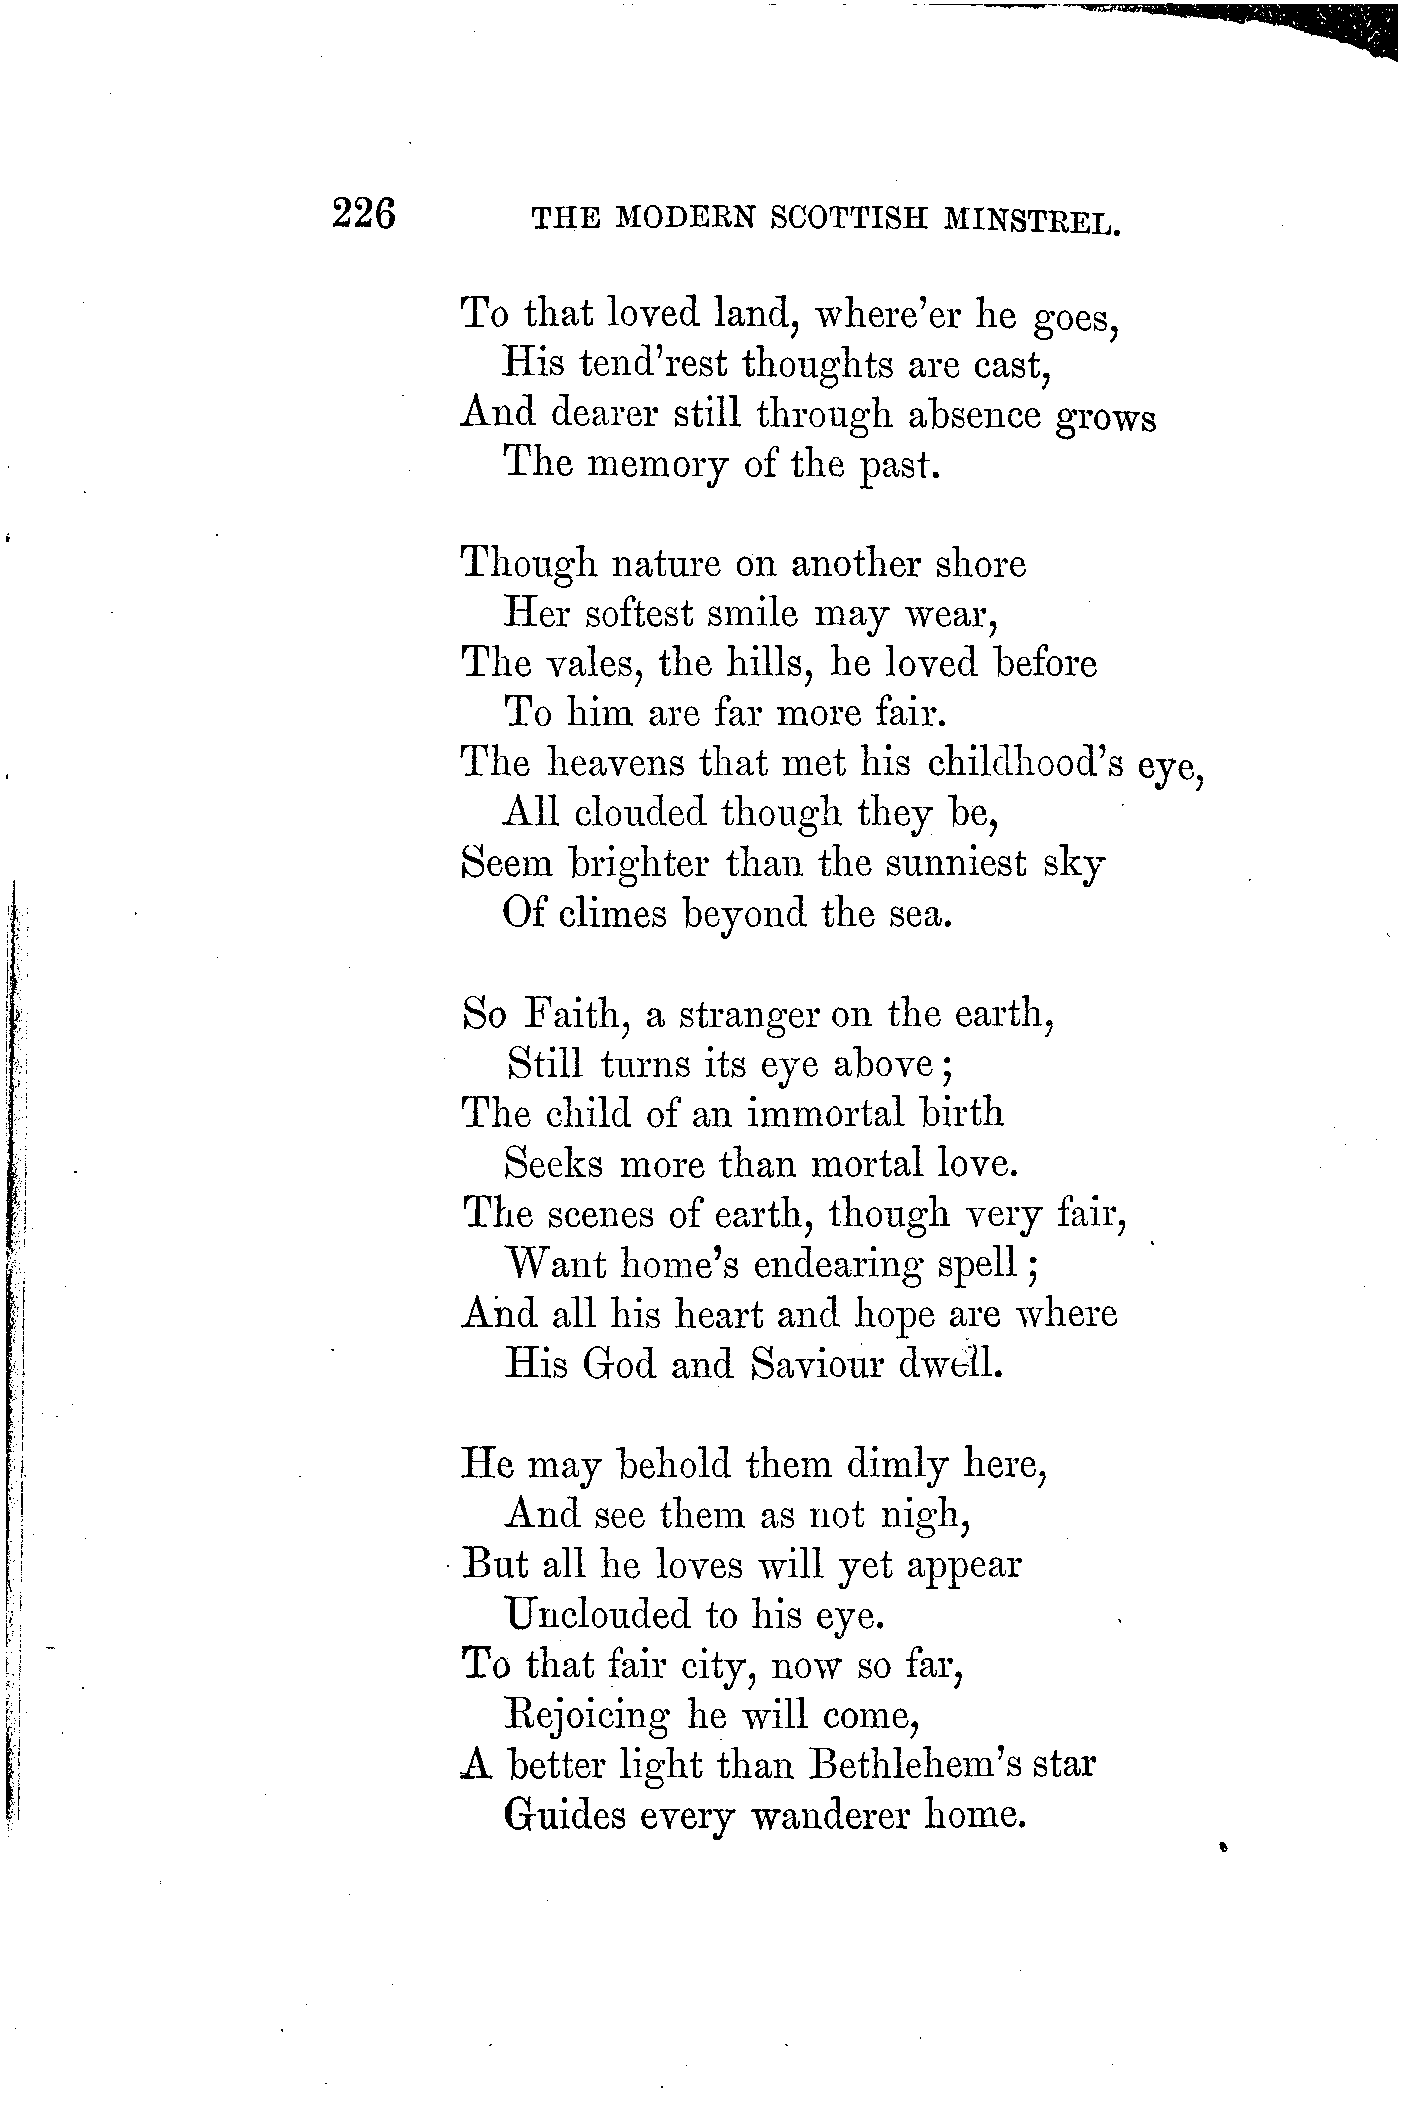 226 THE MODERN SCOTTISH MINSTREL.
To that loved land, where'er he goes,
His tend'rest thoughts are cast,
And dearer still through absence grows
The memory of the past.
Though nature on another shore
Her softest smile may wear,
The vales, the hills, he loved before
To him are far more fair.
The heavens that met his childhood's eye,
All clouded though they be,
Seem brighter than the sunniest sky
Of climes beyond the sea.
So Faith, a stranger on the earth,
Still turns its eye above;
The child of an immortal birth
Seeks more than mortal love.
The scenes of earth, though very fair,
Want home's endearing spell;
And all his heart and hope are where
His God and Saviour dwell.
He may behold them dimly here,
And see them as not nigh,
But all he loves will yet appear
Unclouded to his eye.
To that fair city, now so far,
Rejoicing he will come,
A better light than Bethlehem's star
Guides every wanderer home.